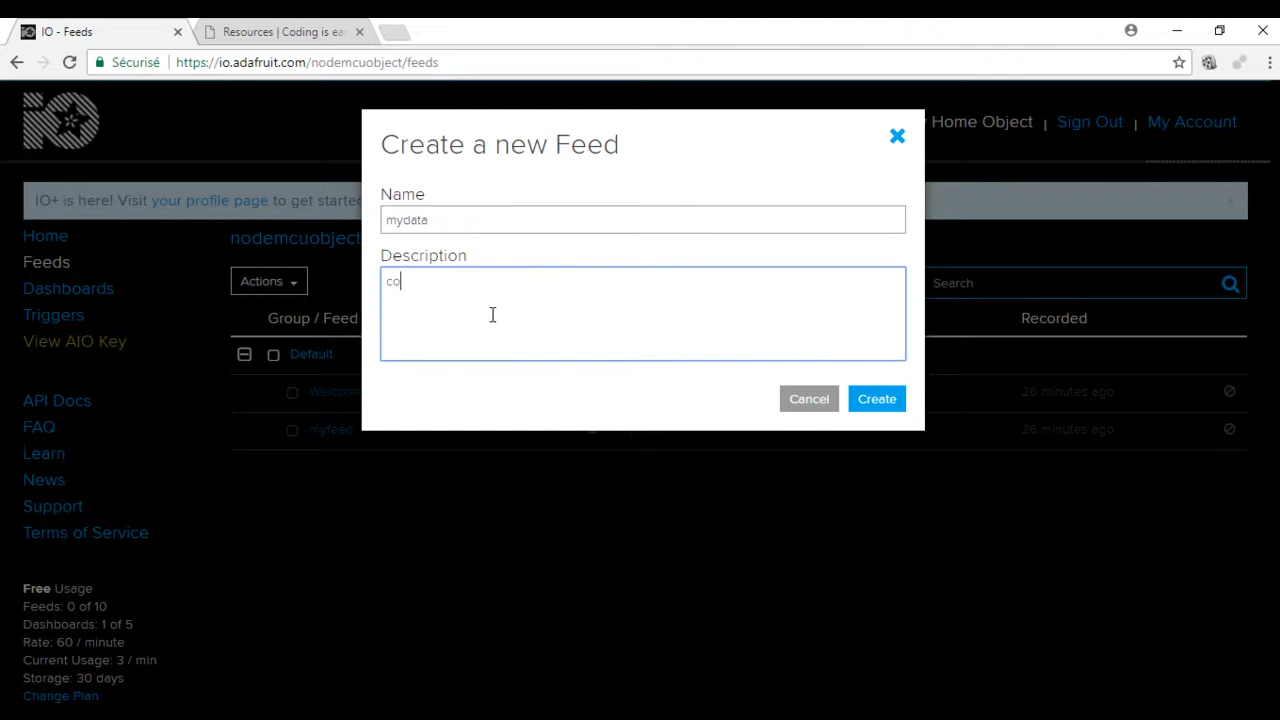 IO - Feeds
Resources | Coding is eas
Sécurisé
https://io.adafruit.com/nodemcuobject/feeds
Home Object | Sign Out | My Account
IO+ is here! Visit your profile page to get started
Create a new Feed
Name
mydata
Description
co
Cancel
Create
Home
Feeds
Dashboards
Triggers
View AIO Key
API Docs
FAQ
Learn
News
Support
Terms of Service
nodemcuobject
Actions
Search
Group / Feed
Recorded
Default
Welcome
26 minutes ago
myfeed
26 minutes ago
Free Usage
Feeds: 0 of 10
Dashboards: 1 of 5
Rate: 60 / minute
Current Usage: 3 / min
Storage: 30 days
Change Plan